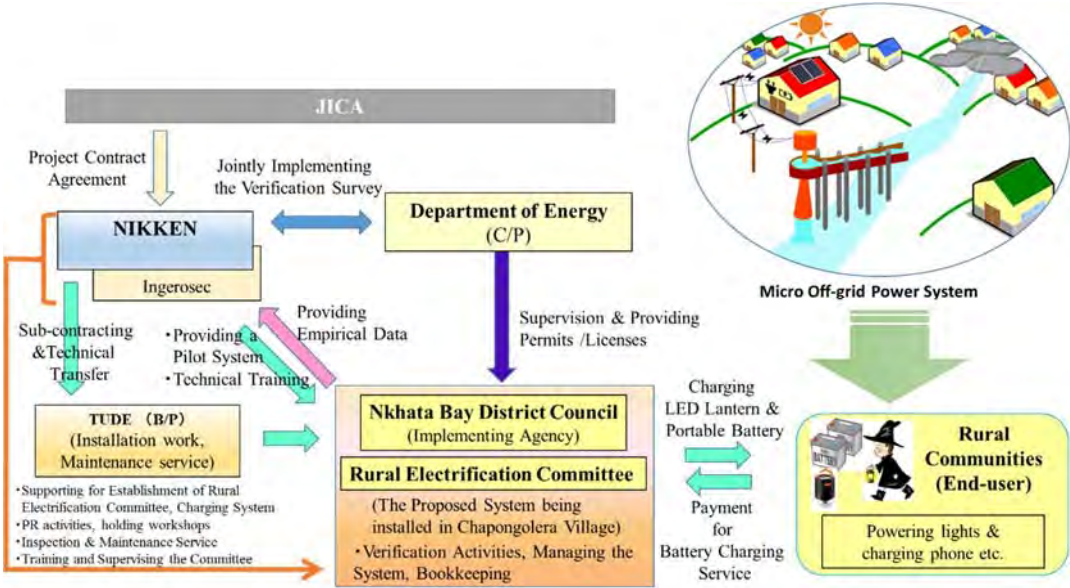 JICA
Project Contract
Agreement
Jointly Implementing
the Verification Survey
NIKKEN
Ingerosec
Department of Energy
(C/P)
Micro Off-grid Power System
Sub-contracting
&Technical
Transfer
・Providing a
Pilot System
・Technical Training
Providing
Empirical Data
Supervision & Providing
Permits /Licenses
TUDE （B/P）
(Installation work,
Maintenance service)
・Supporting for Establishment of Rural
Electrification Committee, Charging System
・PR activities, holding workshops
・Inspection & Maintenance Service
・Training and Supervising the Committee
Nkhata Bay District Council
(Implementing Agency)
Rural Electrification Committee
(The Proposed System being
installed in Chapongolera Village)
・Verification Activities, Managing the
System, Bookkeeping
Charging
LED Lantern &
Portable Battery
Payment
for
Battery Charging
Service
BATTERY
Rural
Communities
(End-user)
Powering lights &
charging phone etc.